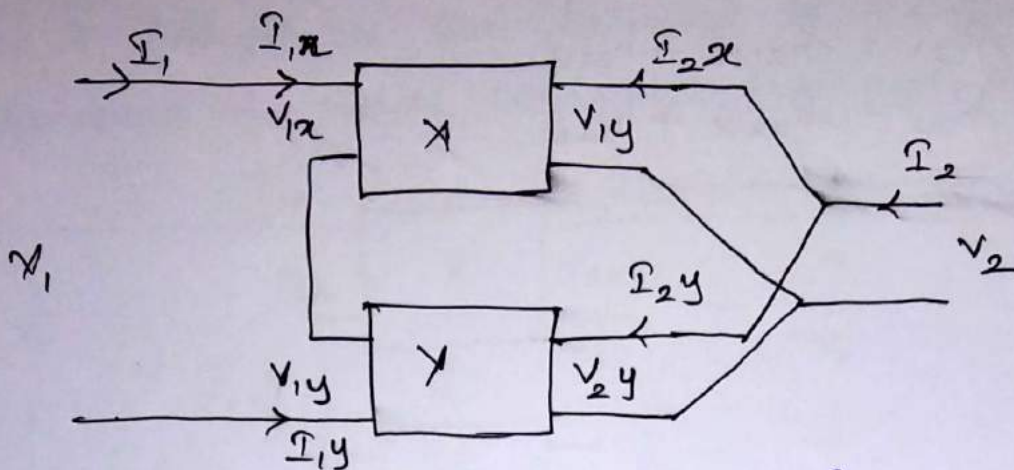 I₁ I₁x I₂x
V₁x X V₁y
I₂
V₁ V₂
I₂y
V₁y Y V₂y
I₁y